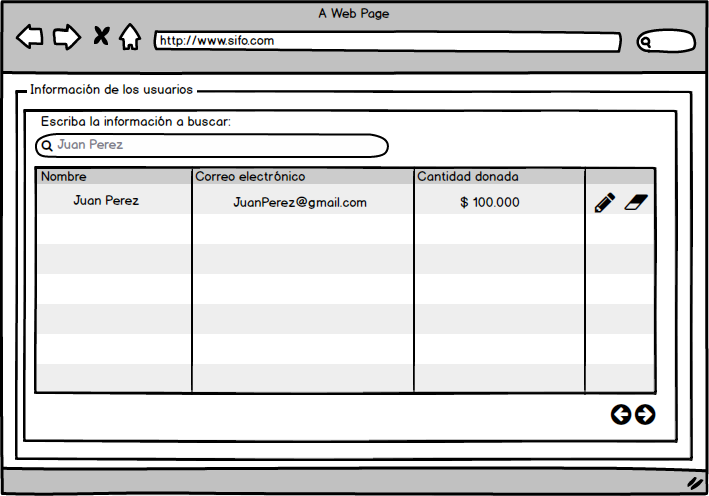 A Web Page
http://www.sifo.com
Información de los usuarios
Escriba la información a buscar:
Juan Perez
Nombre Correo electrónico Cantidad donada
Juan Perez JuanPerez@gmail.com $ 100.000